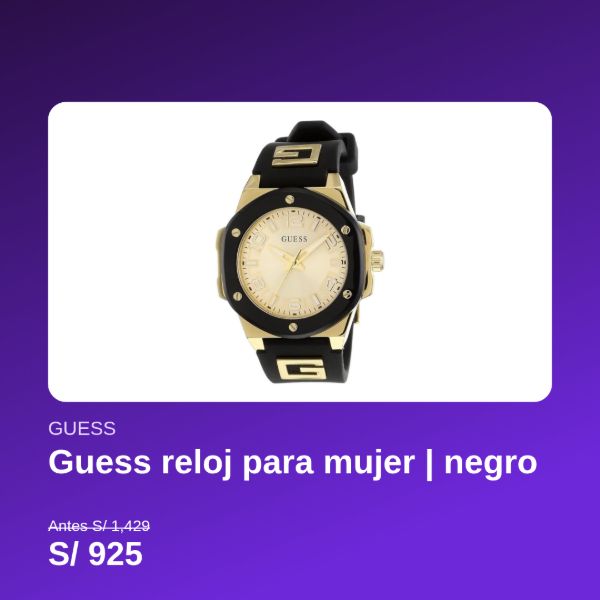 G
GUESS
G
GUESS
Guess reloj para mujer | negro
Antes S/ 1,429
S/ 925